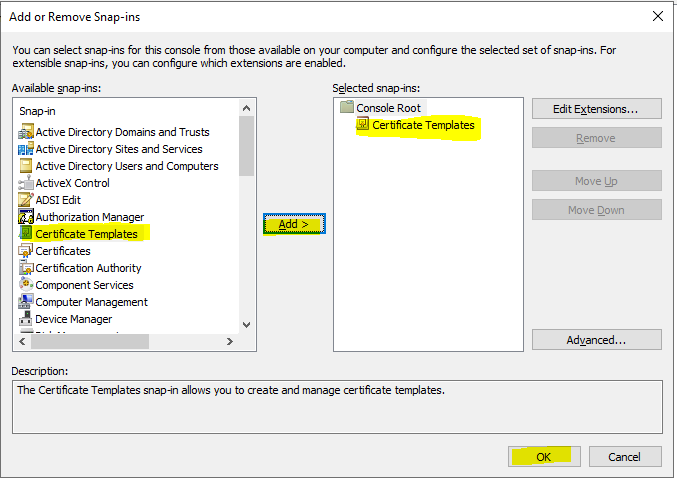 Add or Remove Snap-ins
You can select snap-ins for this console from those available on your computer and configure the selected set of snap-ins. For
extensible snap-ins, you can configure which extensions are enabled.
Available snap-ins:
Snap-in
Active Directory Domains and Trusts
Active Directory Sites and Services
Active Directory Users and Computers
ActiveX Control
ADSI Edit
Authorization Manager
Certificate Templates
Certificates
Certification Authority
Component Services
Computer Management
Device Manager
Add >
Selected snap-ins:
Console Root
Certificate Templates
Edit Extensions...
Remove
Move Up
Move Down
Advanced...
Description:
The Certificate Templates snap-in allows you to create and manage certificate templates.
OK
Cancel